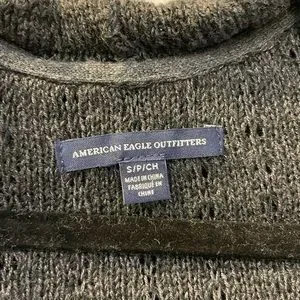 AMERICAN EAGLE OUTFITTERS
S/P/CH
MADE IN CHINA
FABRIQUÉ EN
CHINE